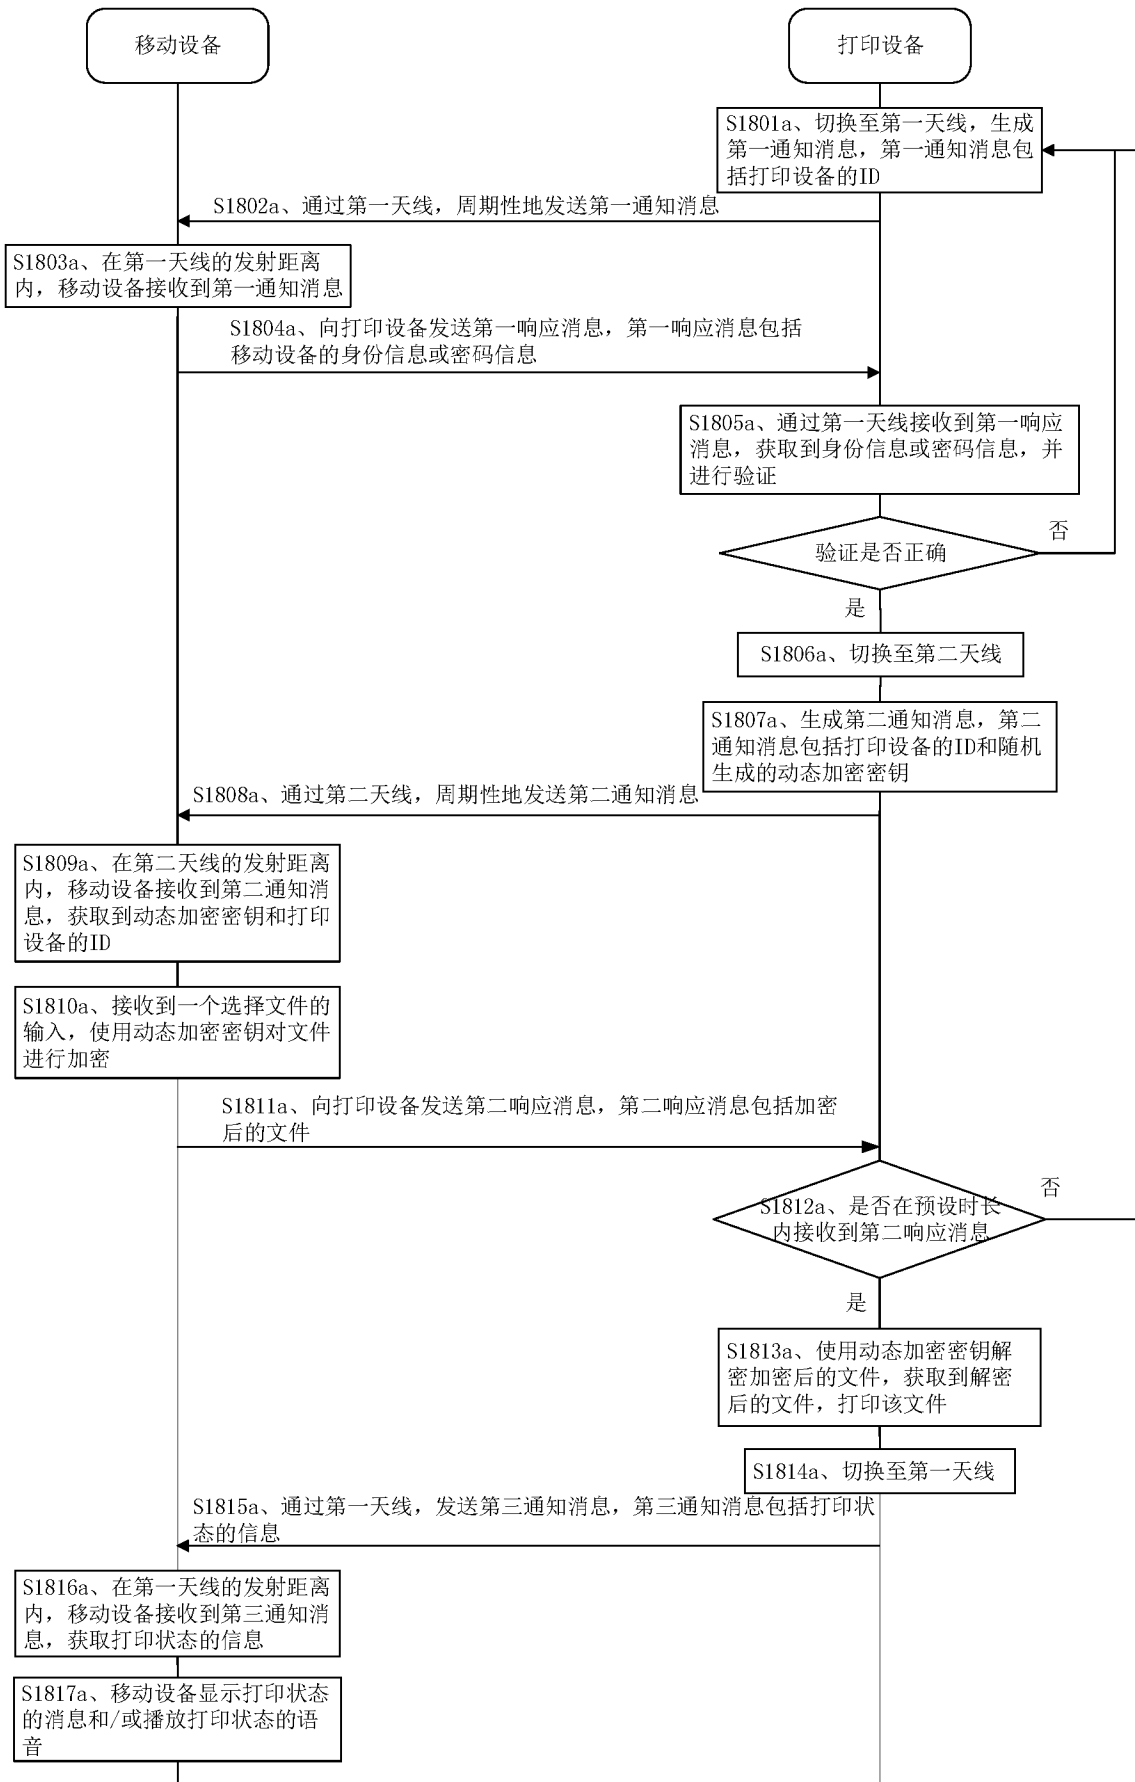 移动设备
打印设备
S1801a、切换至第一天线，生成
第一通知消息，第一通知消息包
括打印设备的ID
S1802a、通过第一天线，周期性地发送第一通知消息
S1803a、在第一天线的发射距离
内，移动设备接收到第一通知消息
S1804a、向打印设备发送第一响应消息，第一响应消息包括
移动设备的身份信息或密码信息
S1805a、通过第一天线接收到第一响应
消息，获取到身份信息或密码信息，并
进行验证
否
验证是否正确
是
S1806a、切换至第二天线
S1807a、生成第二通知消息，第二
通知消息包括打印设备的ID和随机
生成的动态加密密钥
S1808a、通过第二天线，周期性地发送第二通知消息
S1809a、在第二天线的发射距离
内，移动设备接收到第二通知消
息，获取到动态加密密钥和打印
设备的ID
S1810a、接收到一个选择文件的
输入，使用动态加密密钥对文件
进行加密
S1811a、向打印设备发送第二响应消息，第二响应消息包括加密
后的文件
否
S1812a、是否在预设时长
内接收到第二响应消息
是
S1813a、使用动态加密密钥解
密加密后的文件，获取到解密
后的文件，打印该文件
S1814a、切换至第一天线
S1815a、通过第一天线，发送第三通知消息，第三通知消息包括打印状
态的信息
S1816a、在第一天线的发射距离
内，移动设备接收到第三通知消
息，获取打印状态的信息
S1817a、移动设备显示打印状态
的消息和/或播放打印状态的语
音